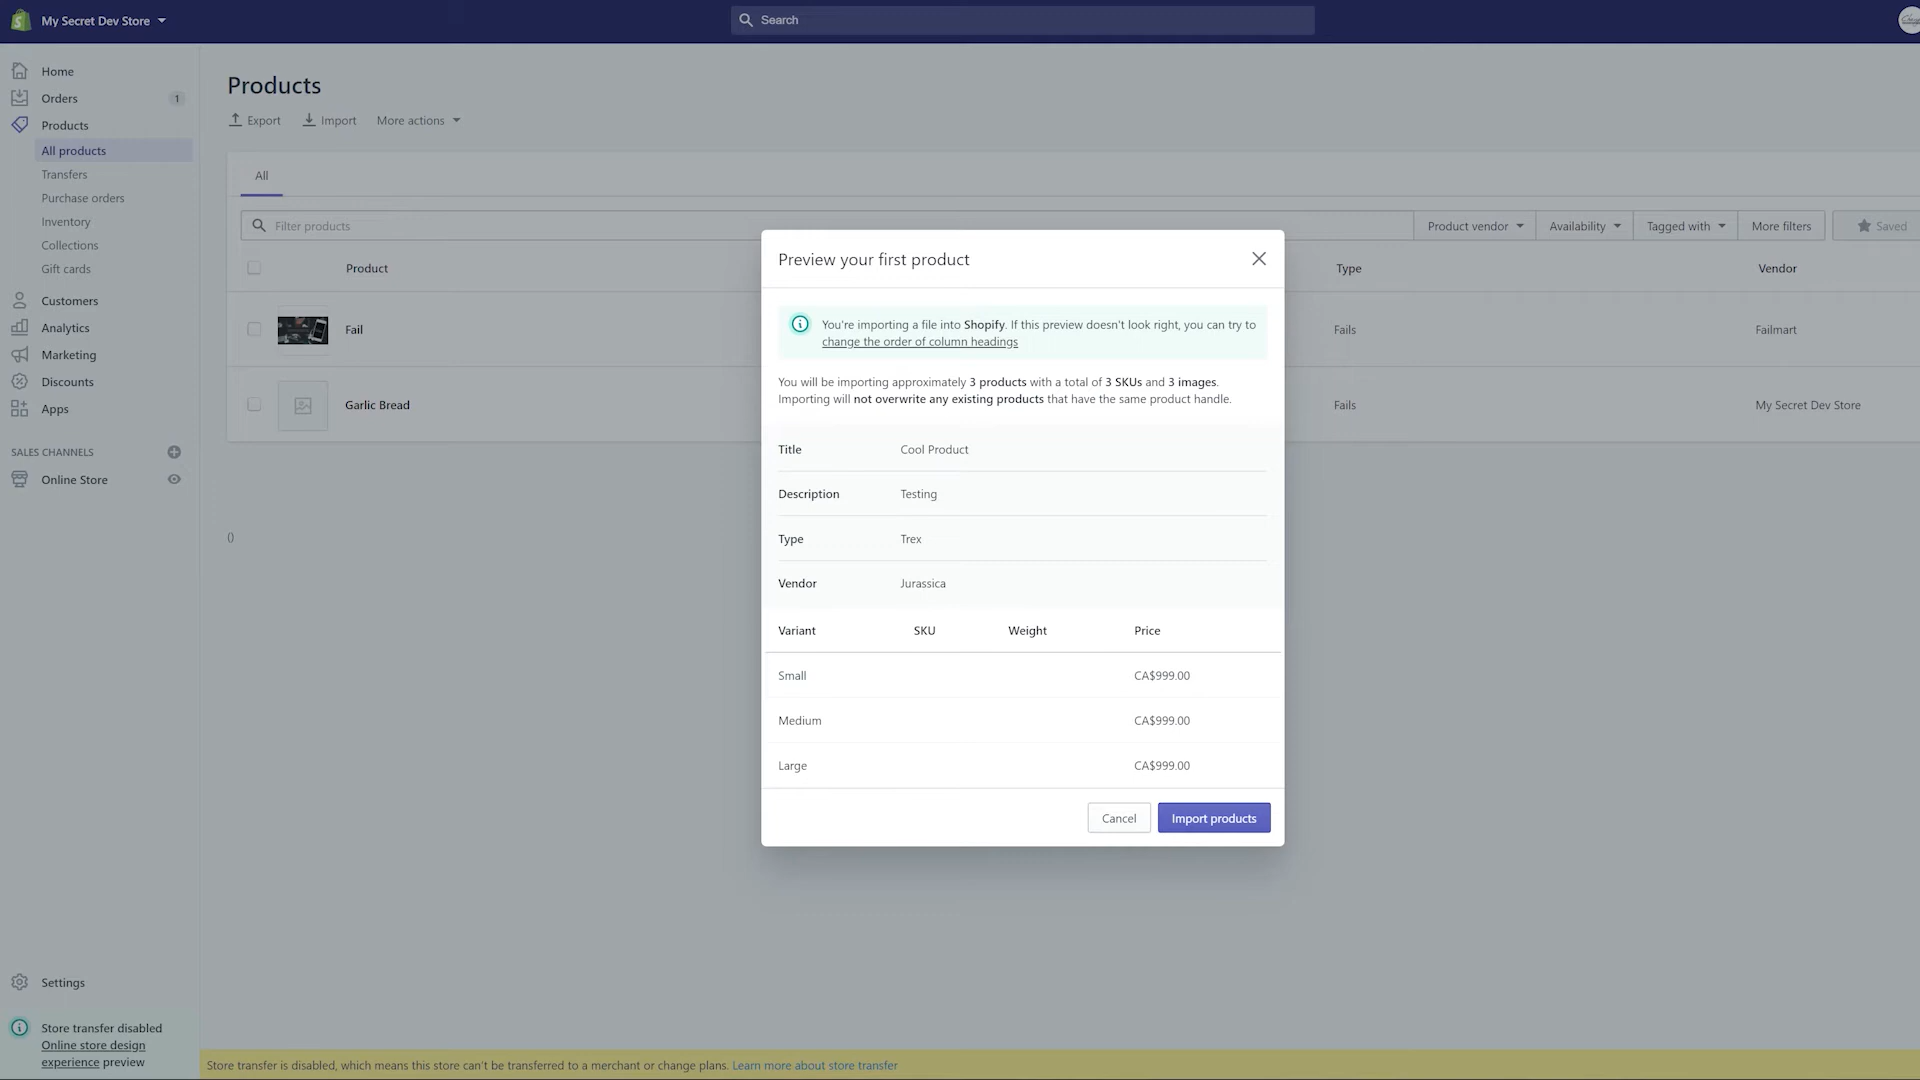 My Secret Dev Store
Search
Home
Orders 1
Products
All products
Transfers
Purchase orders
Inventory
Collections
Gift cards
Customers
Analytics
Marketing
Discounts
Apps
SALES CHANNELS
Online Store
Settings
Store transfer disabled
Online store design
experience preview
Products
Export Import More actions
All
Filter products Product vendor Availability Tagged with More filters Saved
Product Type Vendor
Fail Fails Failmart
Garlic Bread Fails My Secret Dev Store
()
Preview your first product
You're importing a file into Shopify. If this preview doesn't look right, you can try to
change the order of column headings
You will be importing approximately 3 products with a total of 3 SKUs and 3 images.
Importing will not overwrite any existing products that have the same product handle.
Title Cool Product
Description Testing
Type Trex
Vendor Jurassica
Variant SKU Weight Price
Small CA$999.00
Medium CA$999.00
Large CA$999.00
Cancel Import products
Store transfer is disabled, which means this store can't be transferred to a merchant or change plans. Learn more about store transfer